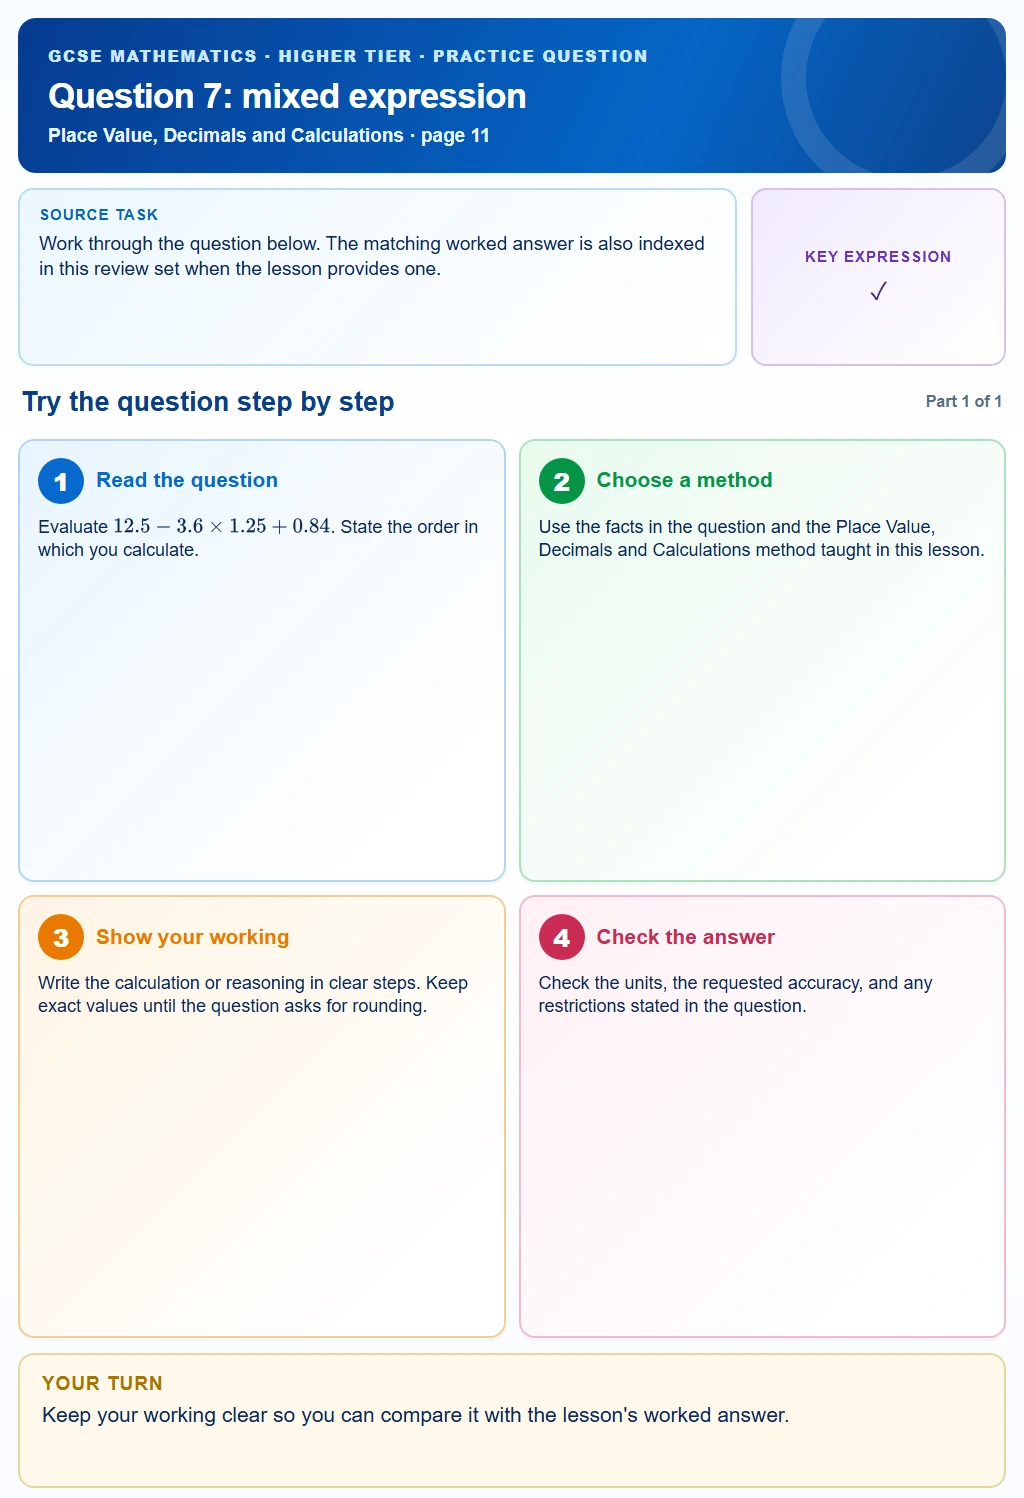 GCSE MATHEMATICS · HIGHER TIER · PRACTICE QUESTION
Question 7: mixed expression
Place Value, Decimals and Calculations · page 11
SOURCE TASK
Work through the question below. The matching worked answer is also indexed
in this review set when the lesson provides one.
KEY EXPRESSION
✓
Try the question step by step
Part 1 of 1
1 Read the question
Evaluate 12.5 − 3.6 × 1.25 + 0.84. State the order in
which you calculate.
2 Choose a method
Use the facts in the question and the Place Value,
Decimals and Calculations method taught in this lesson.
3 Show your working
Write the calculation or reasoning in clear steps. Keep
exact values until the question asks for rounding.
4 Check the answer
Check the units, the requested accuracy, and any
restrictions stated in the question.
YOUR TURN
Keep your working clear so you can compare it with the lesson's worked answer.